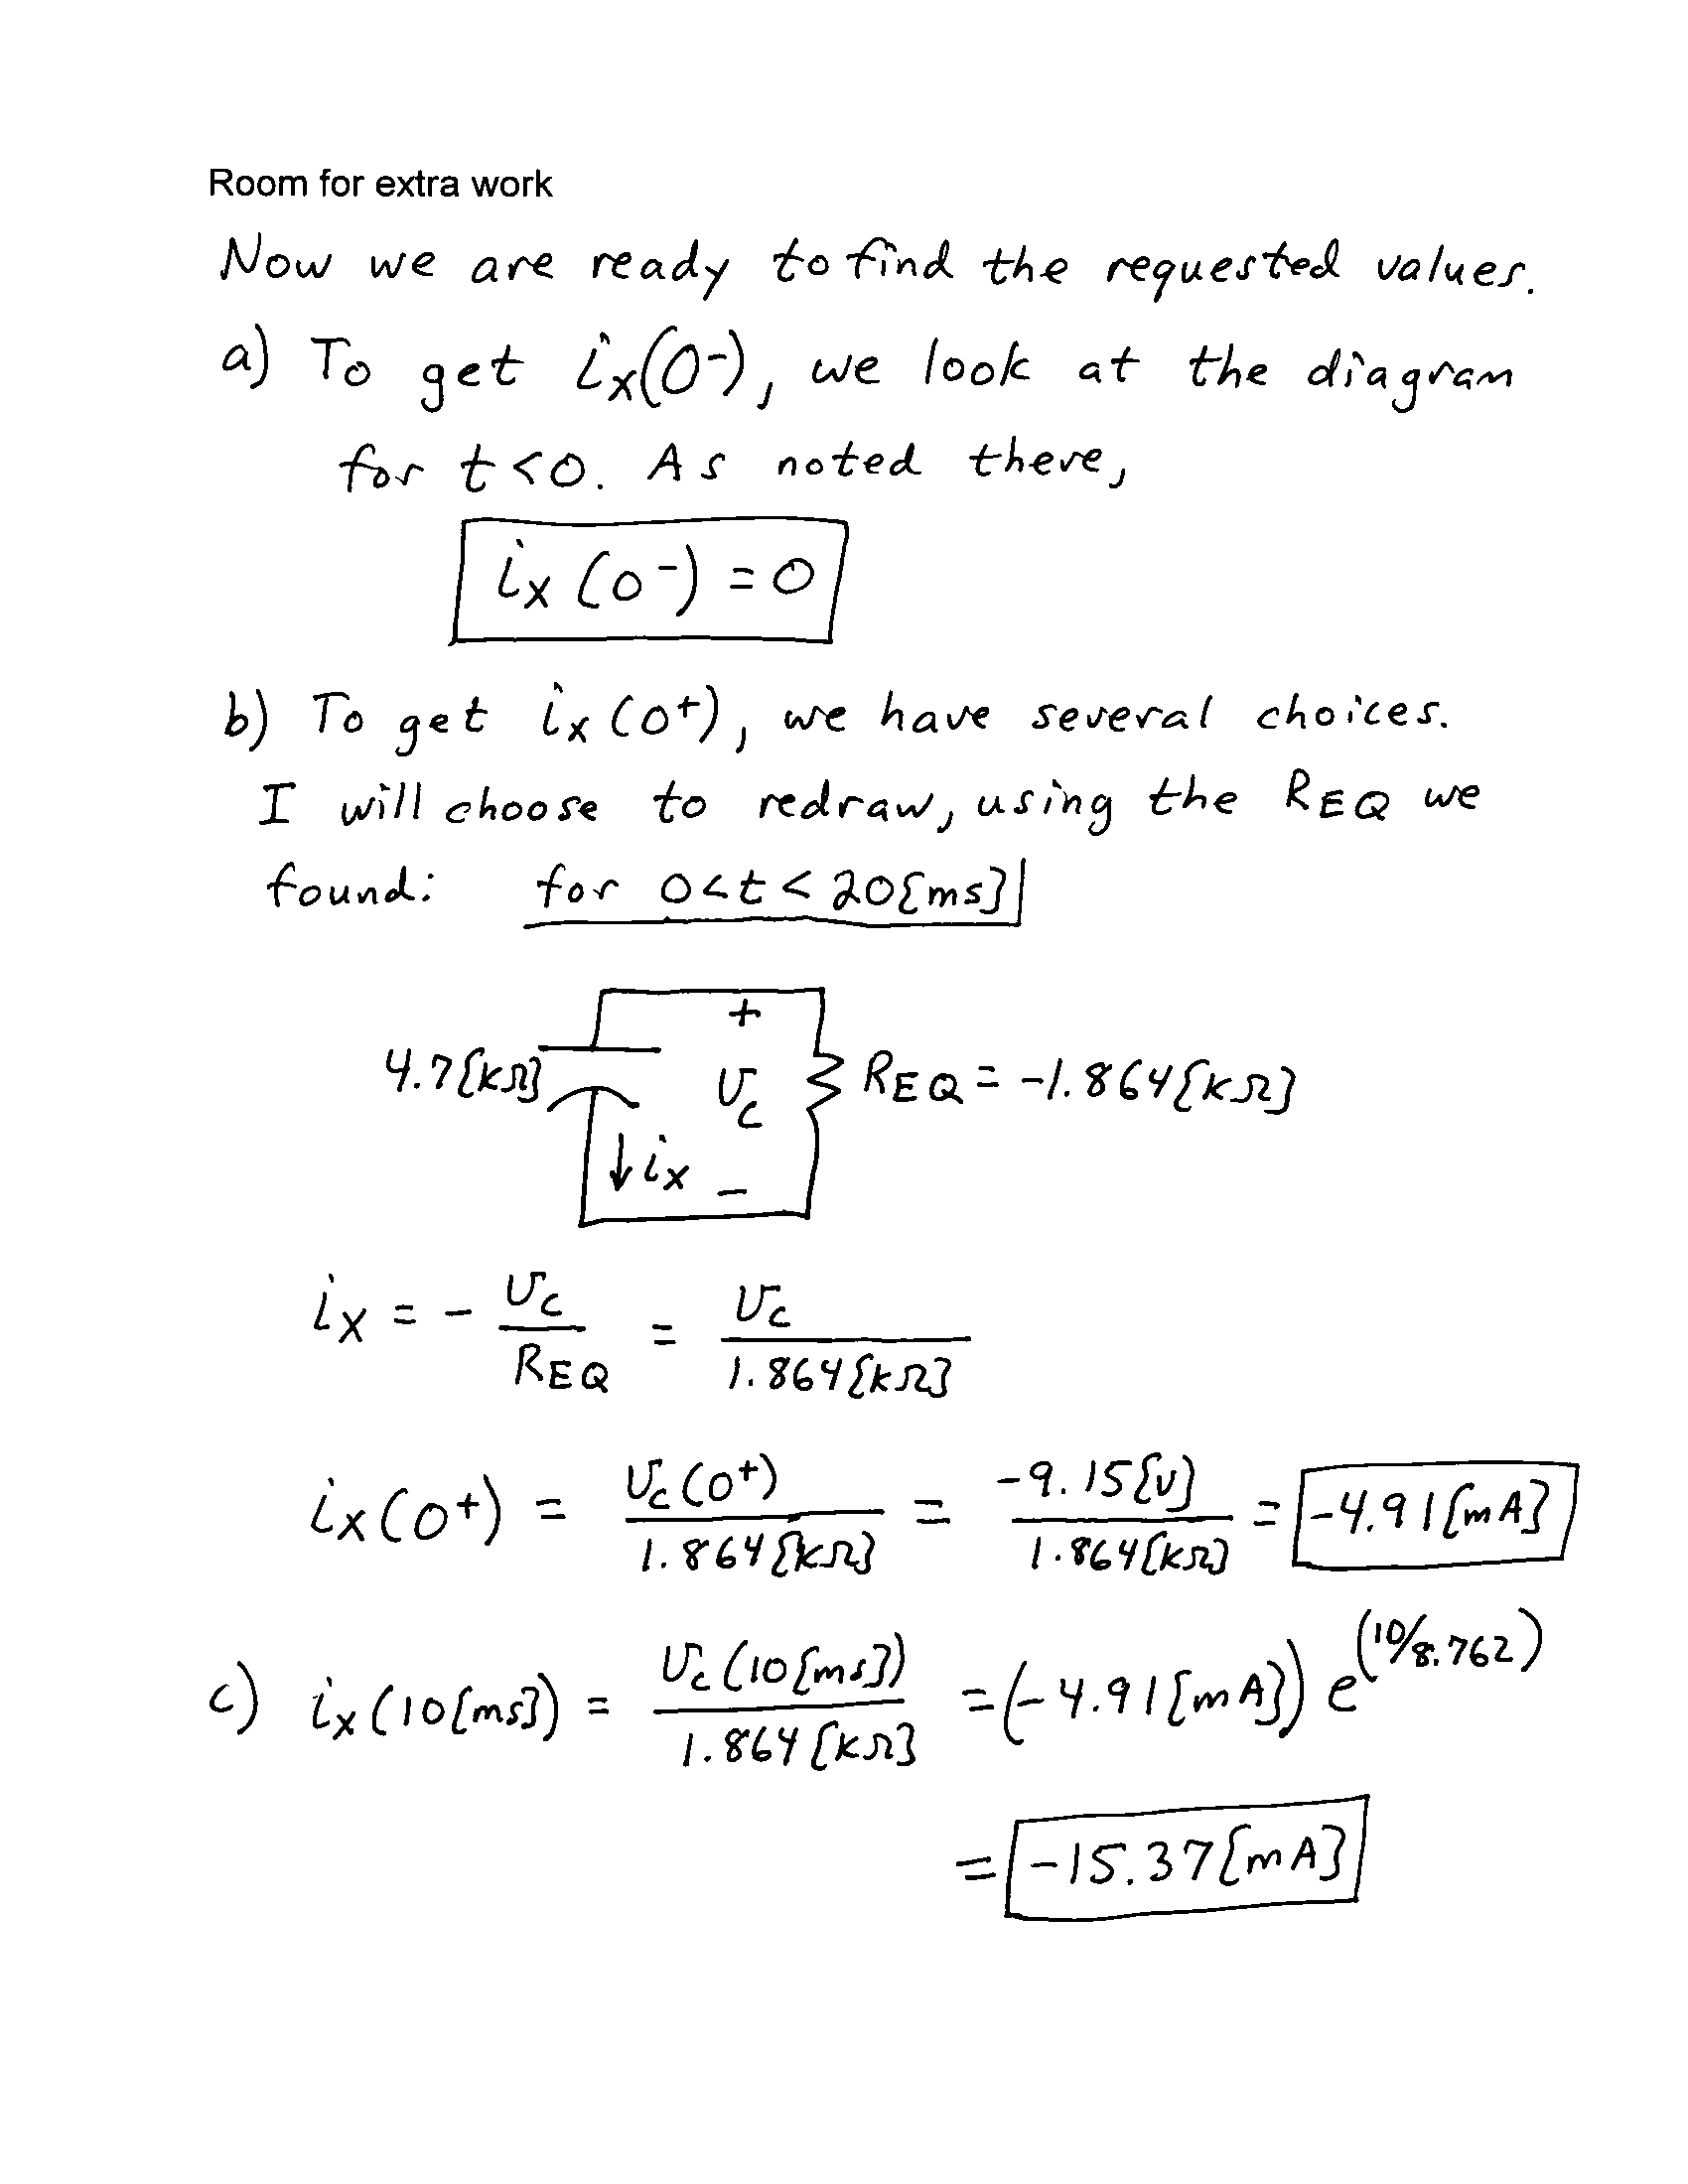 Room for extra work
Now we are ready to find the requested values.
a) To get ix(0-), we look at the diagram
for t<0. As noted there,
ix (0-) = 0
b) To get ix (0+), we have several choices.
I will choose to redraw, using the REQ we
found: for 0<t<20[ms]
4.7[kΩ] + vc - ix REQ = -1.864[kΩ]
ix = - vc / REQ = vc / 1.864[kΩ]
ix(0+) = vc(0+) / 1.864[kΩ] = -9.15[v] / 1.864[kΩ] = -4.91[mA]
c) ix(10[ms]) = vc(10[ms]) / 1.864[kΩ] = (-4.91[mA]) e^(10/8.762)
= -15.37[mA]